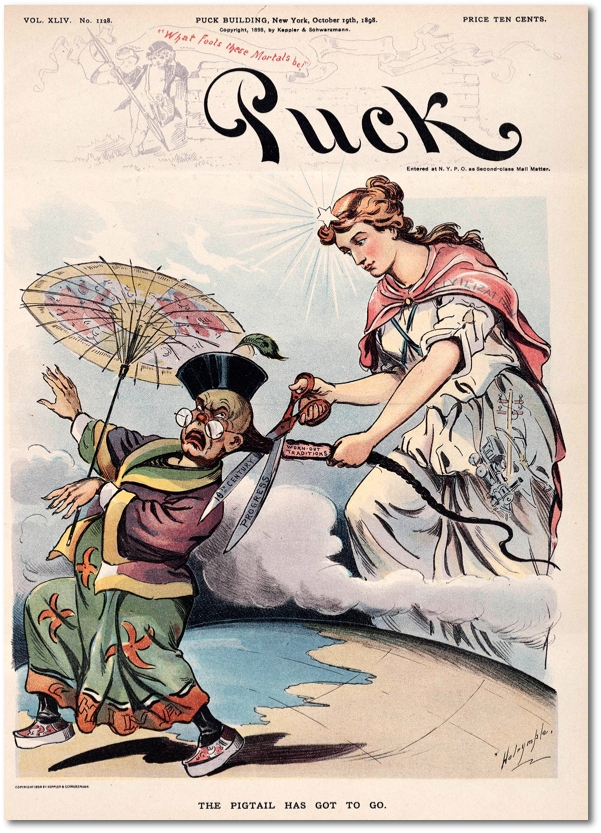 VOL. XLIV. No. 1128.
PUCK BUILDING, New York, October 19th, 1898.
PRICE TEN CENTS.
Copyright, 1898, by Keppler & Schwarzmann.
"What Fools these Mortals be!"
Puck
Entered at N. Y. P. O. as Second-class Mail Matter.
CIVILIZATI
WORN-OUT
TRADITIONS
19TH CENTURY
PROGRESS
COPYRIGHT 1898 BY KEPPLER & SCHWARZMANN
THE PIGTAIL HAS GOT TO GO.